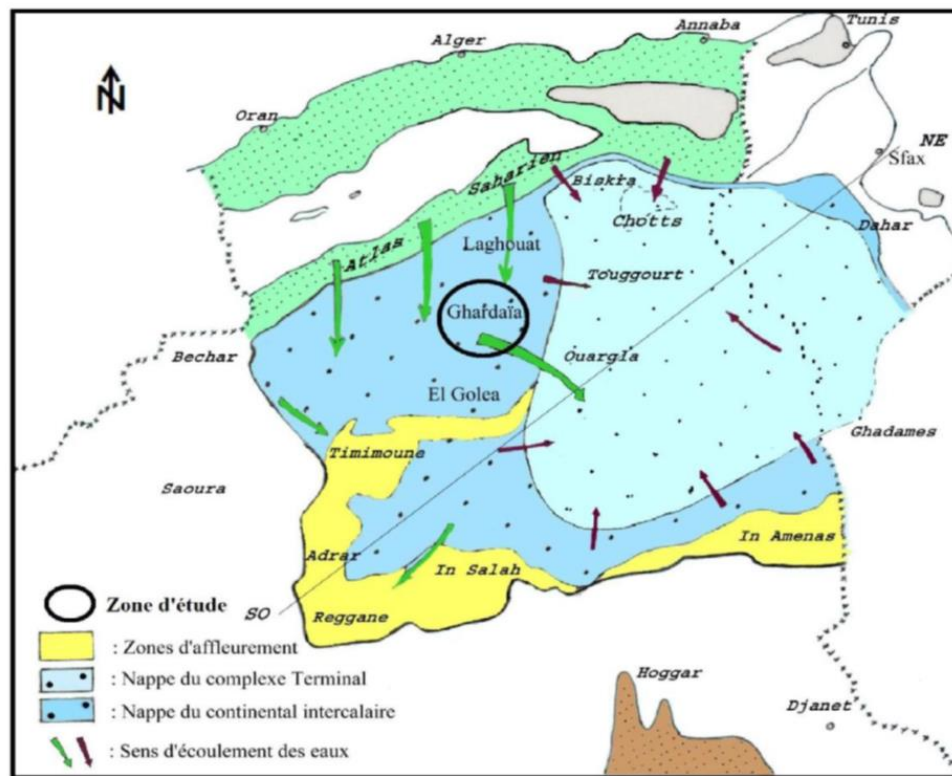 Tunis
Annaba
Alger
N
Oran
NE
Sfax
Saharien
Biskra
Chotts
Dahar
Atlas
Laghouat
Touggourt
Ghardaïa
Bechar
Ouargla
El Golea
Ghadames
Timimoune
Saoura
In Amenas
Adrar
In Salah
SO
Reggane
Zone d'étude
: Zones d'affleurement
: Nappe du complexe Terminal
: Nappe du continental intercalaire
: Sens d'écoulement des eaux
Hoggar
Djanet